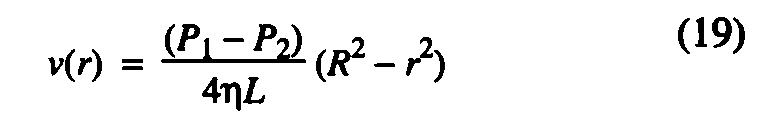 v(r) = (P₁ – P₂) / 4ηL (R² – r²) (19)